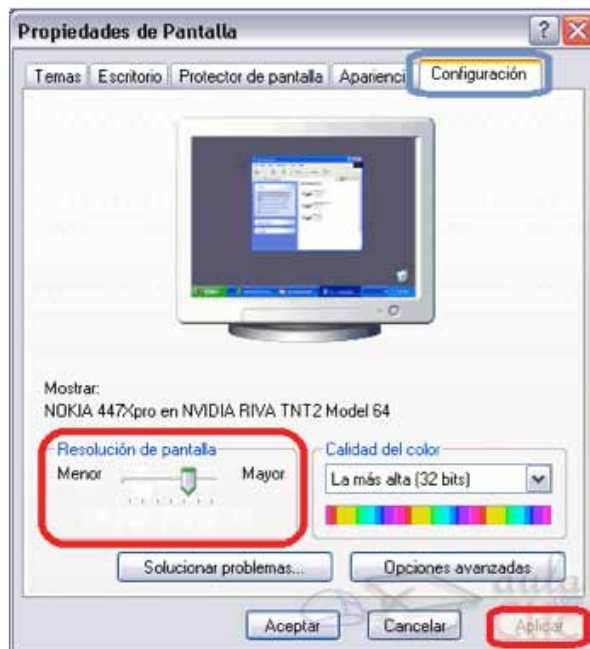 Propiedades de Pantalla
Temas Escritorio Protector de pantalla Aparienci Configuración
Mostrar:
NOKIA 447Xpro en NVIDIA RIVA TNT2 Model 64
Resolución de pantalla
Menor Mayor
Calidad del color
La más alta (32 bits)
Solucionar problemas... Opciones avanzadas
aula
Aceptar Cancelar Aplicar